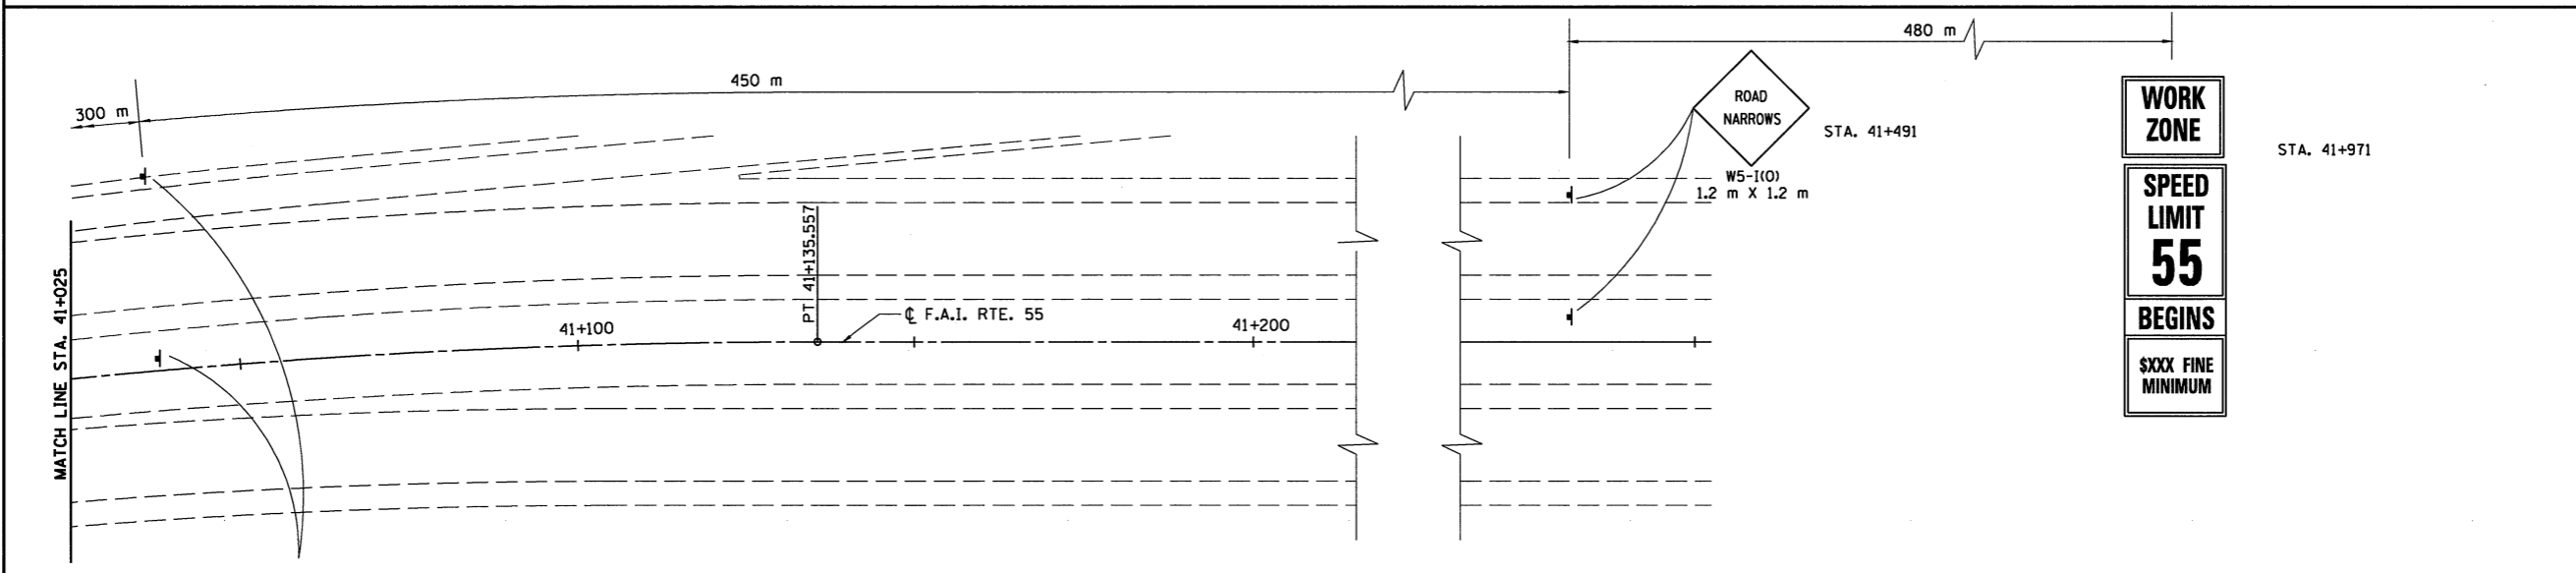 480 m
450 m
300 m
ROAD
NARROWS
STA. 41+491
W5-I(O)
1.2 m X 1.2 m
WORK
ZONE
STA. 41+971
SPEED
LIMIT
55
BEGINS
$XXX FINE
MINIMUM
MATCH LINE STA. 41+025
PT 41+135.557
℄ F.A.I. RTE. 55
41+100
41+200